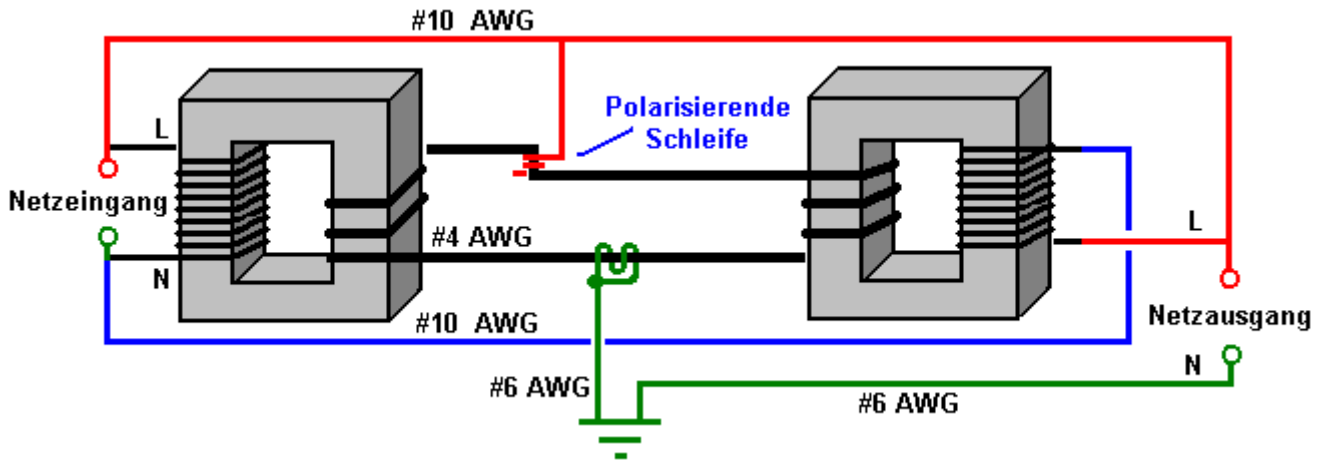 #10 AWG
Polarisierende
Schleife
L
Netzeingang
#4 AWG
L
N
#10 AWG
Netzausgang
N
#6 AWG
#6 AWG